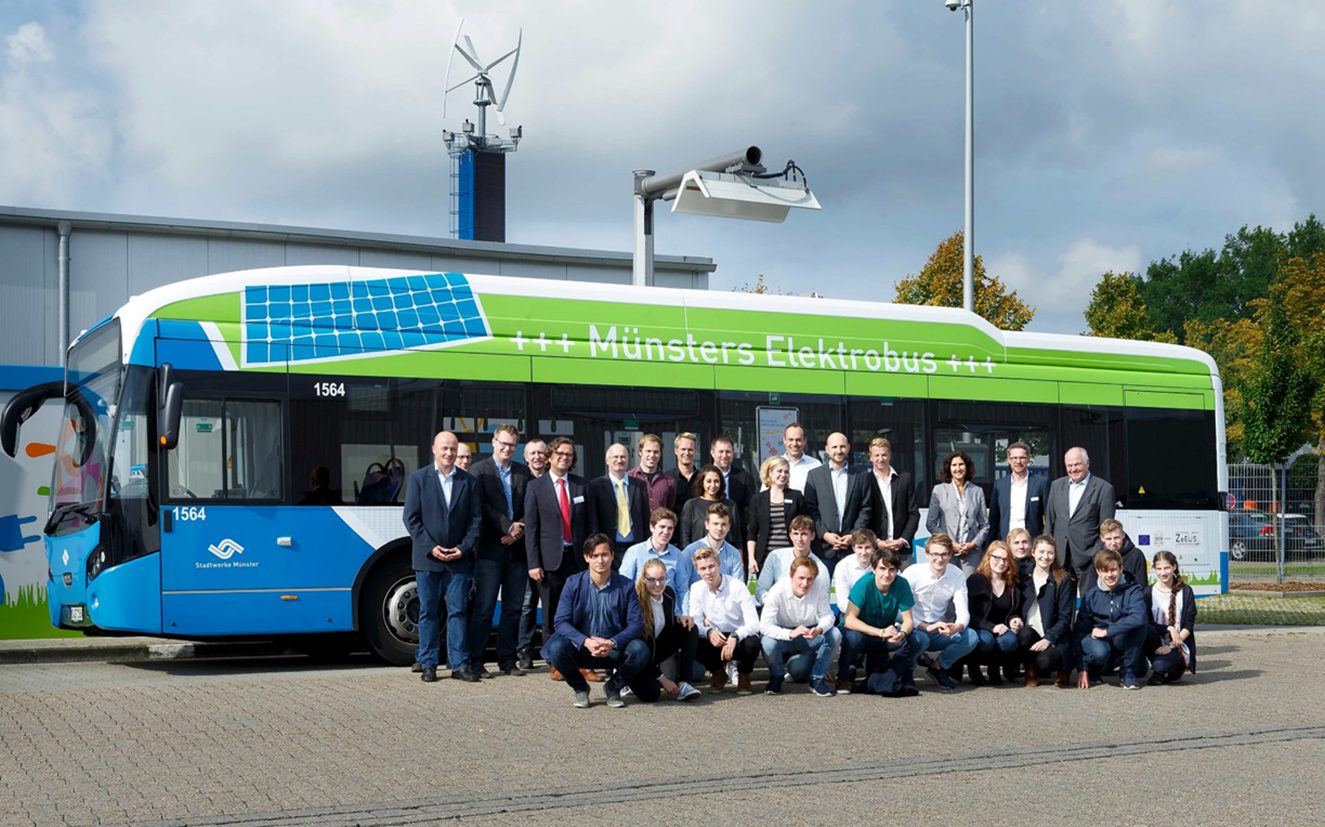 +++ Münsters Elektrobus +++
1564
1564
Stadtwerke Münster
ZeEUS